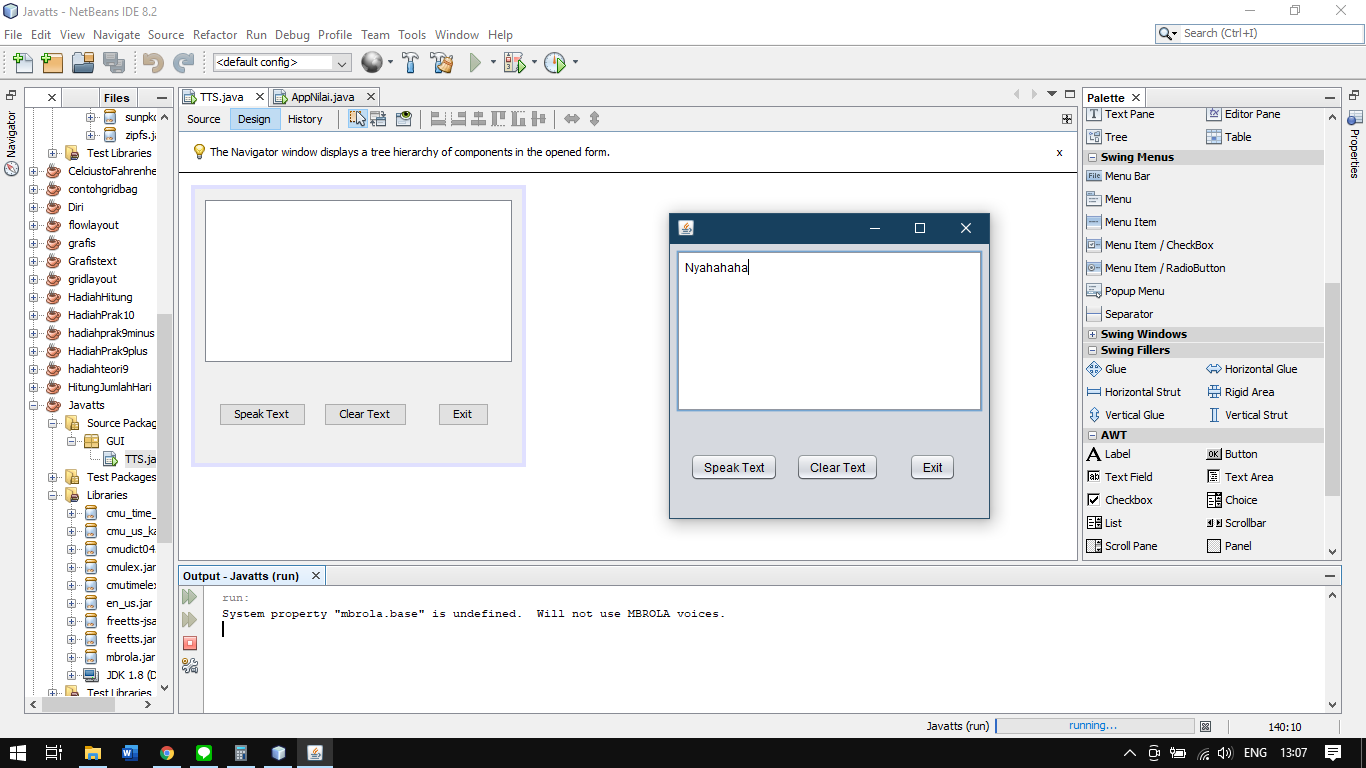 Javatts - NetBeans IDE 8.2
File Edit View Navigate Source Refactor Run Debug Profile Team Tools Window Help
Search (Ctrl+I)
<default config>
Files
TTS.java
AppNilai.java
Source Design History
The Navigator window displays a tree hierarchy of components in the opened form.
x
Navigator
sunpkc
zipfs.ja
Test Libraries
CelciustoFahrenhe
contohgridbag
Diri
flowlayout
grafis
Grafistext
gridlayout
HadiahHitung
HadiahPrak10
hadiahprak9minus
HadiahPrak9plus
hadiahteori9
HitungJumlahHari
Javatts
Source Packag
GUI
TTS.ja
Test Packages
Libraries
cmu_time_
cmu_us_ka
cmudict04
cmulex.jar
cmutimelex
en_us.jar
freetts-jsa
freetts.jar
mbrola.jar
JDK 1.8 (D
Test Libraries
Speak Text Clear Text Exit
Nyahahaha
Speak Text Clear Text Exit
Palette
Text Pane Editor Pane
Tree Table
Swing Menus
File Menu Bar
Menu
Menu Item
Menu Item / CheckBox
Menu Item / RadioButton
Popup Menu
Separator
Swing Windows
Swing Fillers
Glue Horizontal Glue
Horizontal Strut Rigid Area
Vertical Glue Vertical Strut
AWT
A Label OK Button
ab Text Field Text Area
Checkbox Choice
List Scrollbar
Scroll Pane Panel
Properties
Output - Javatts (run)
run:
System property "mbrola.base" is undefined.  Will not use MBROLA voices.
Javatts (run) running... 140:10
ENG 13:07